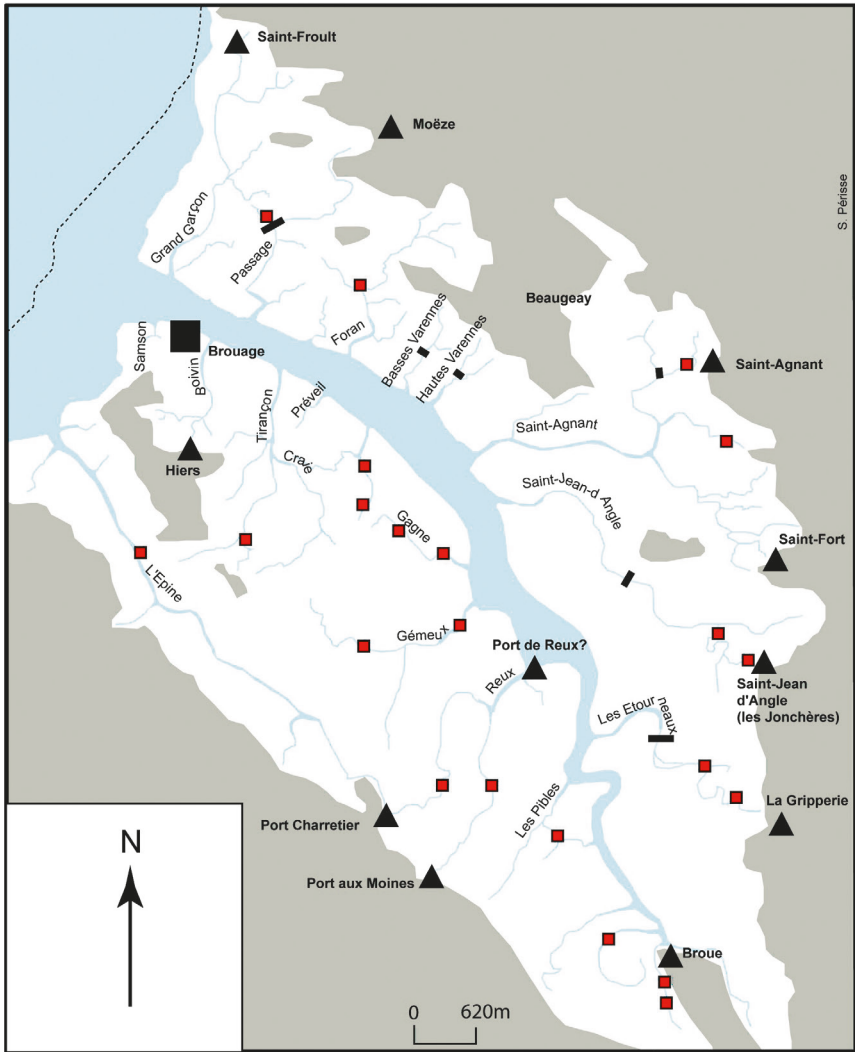 Saint-Froult
Moëze
S. Périsse
Grand Garçon
Passage
Beaugeay
Foran
Basses Varennes
Hautes Varennes
Samson
Brouage
Boivin
Saint-Agnant
Préveil
Tirançon
Saint-Agnant
Craie
Hiers
Saint-Jean-d Angle
Gagne
Saint-Fort
L'Epine
Gémeux
Port de Reux?
Reux
Saint-Jean
d'Angle
(les Jonchères)
Les Etourneaux
Les Pibles
La Gripperie
Port Charretier
N
Port aux Moines
Broue
0 620m